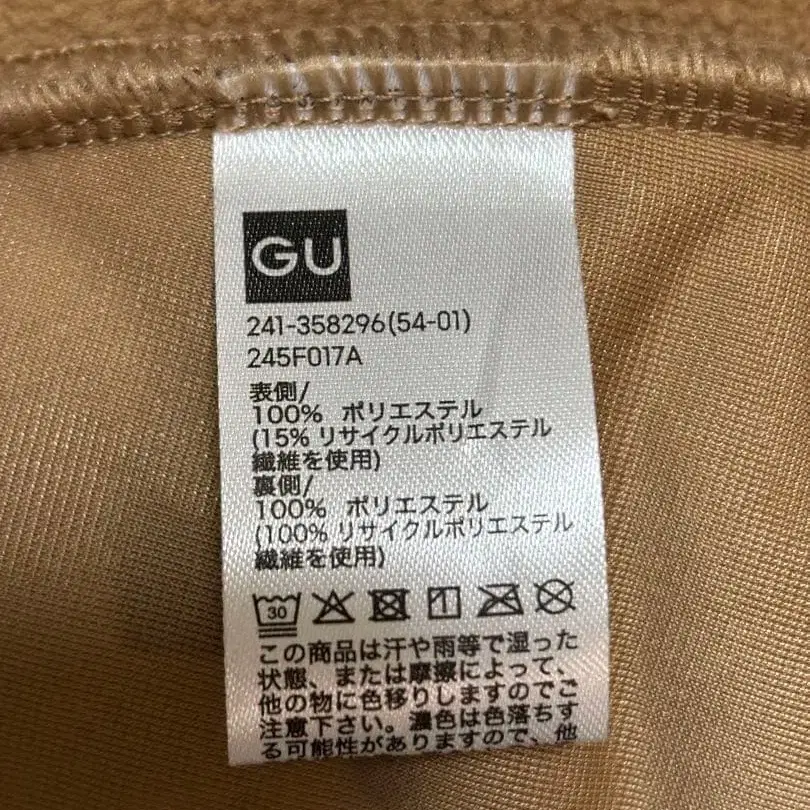 GU
241-358296(54-01)
245F017A
表側/
100% ポリエステル
(15% リサイクルポリエステル
繊維を使用)
裏側/
100% ポリエステル
(100% リサイクルポリエステル
繊維を使用)
30
この商品は汗や雨等で湿った
状態、または摩擦によって、
他の物に色移りしますのでご
注意下さい。濃色は色落ちす
る可能性がありますので、他